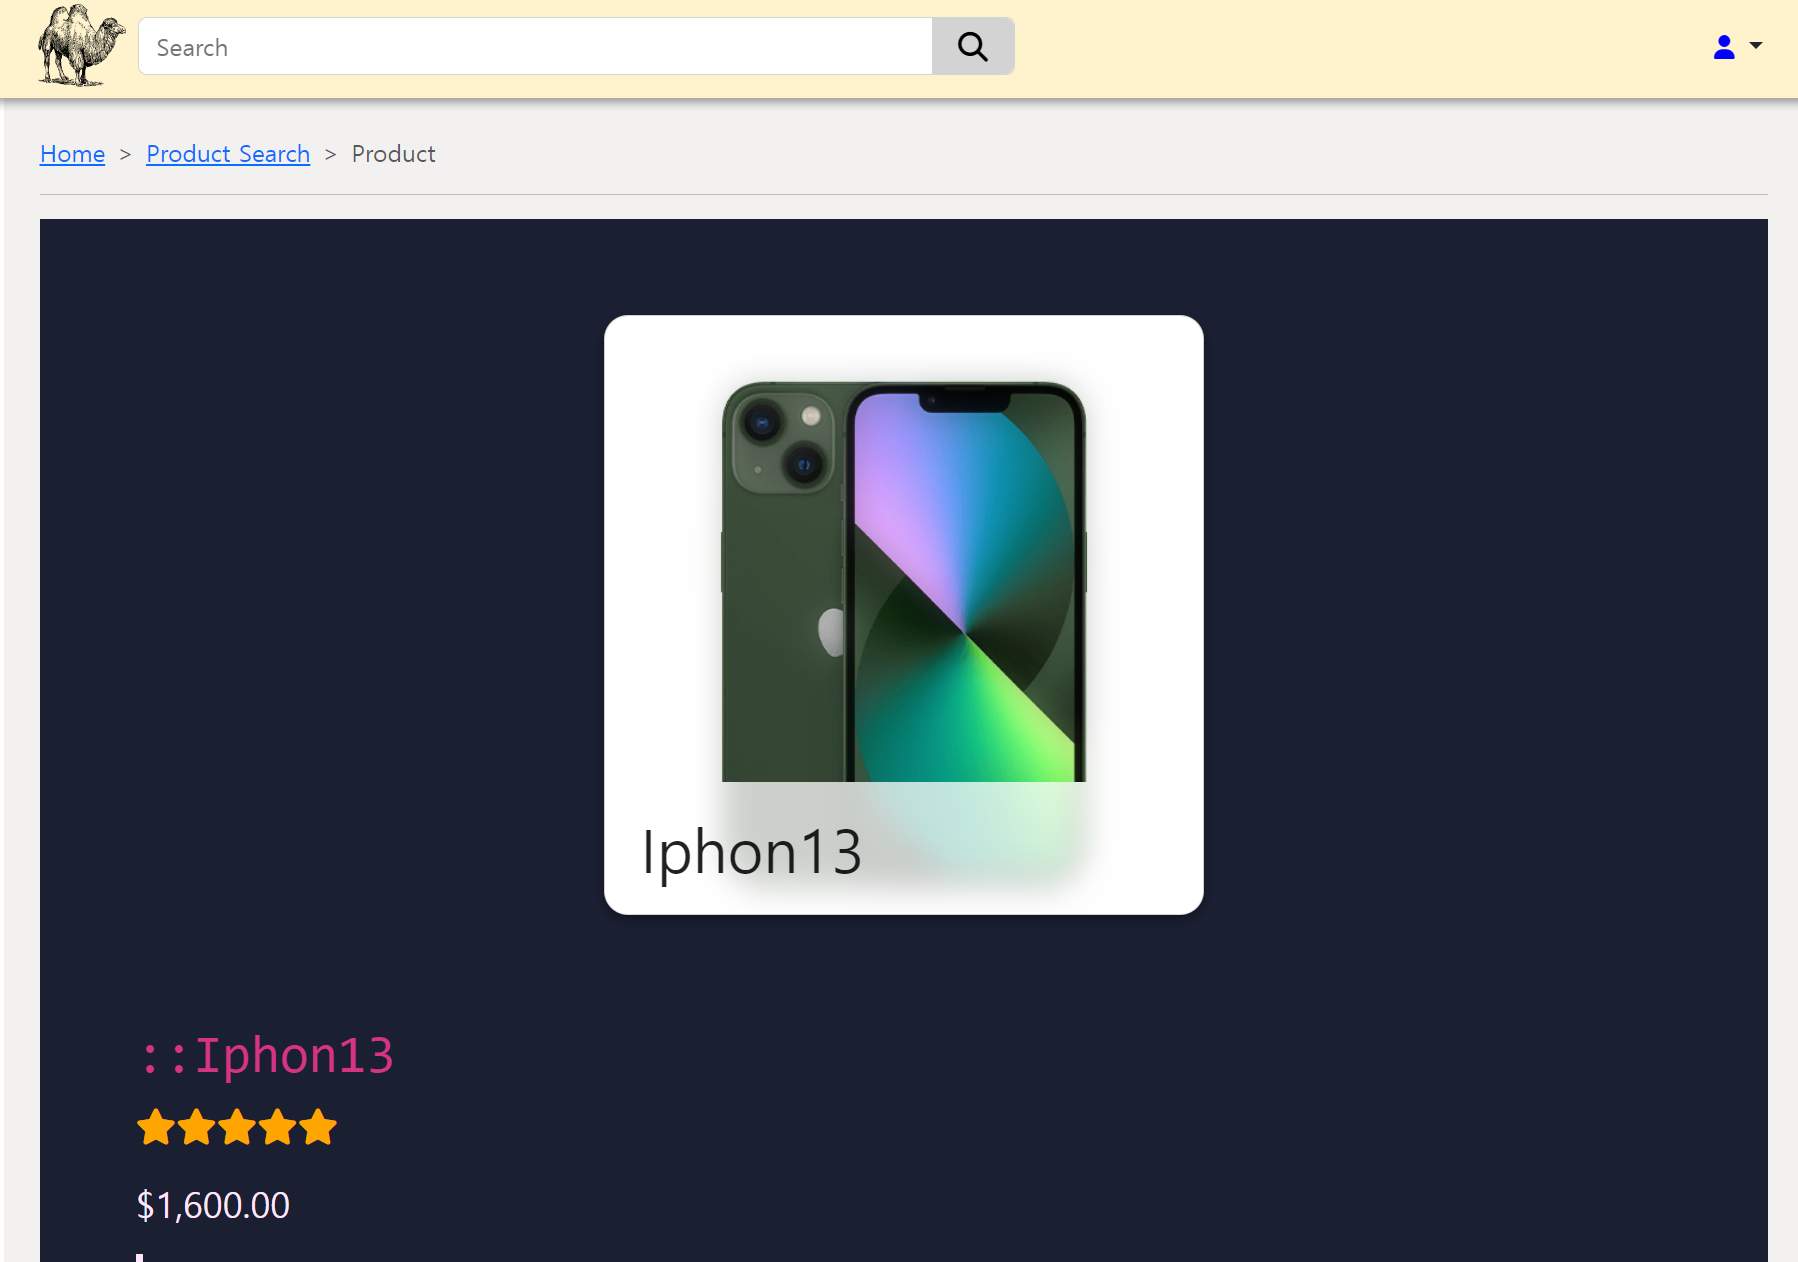 Search
Home > Product Search > Product
Iphon13
::Iphon13
$1,600.00